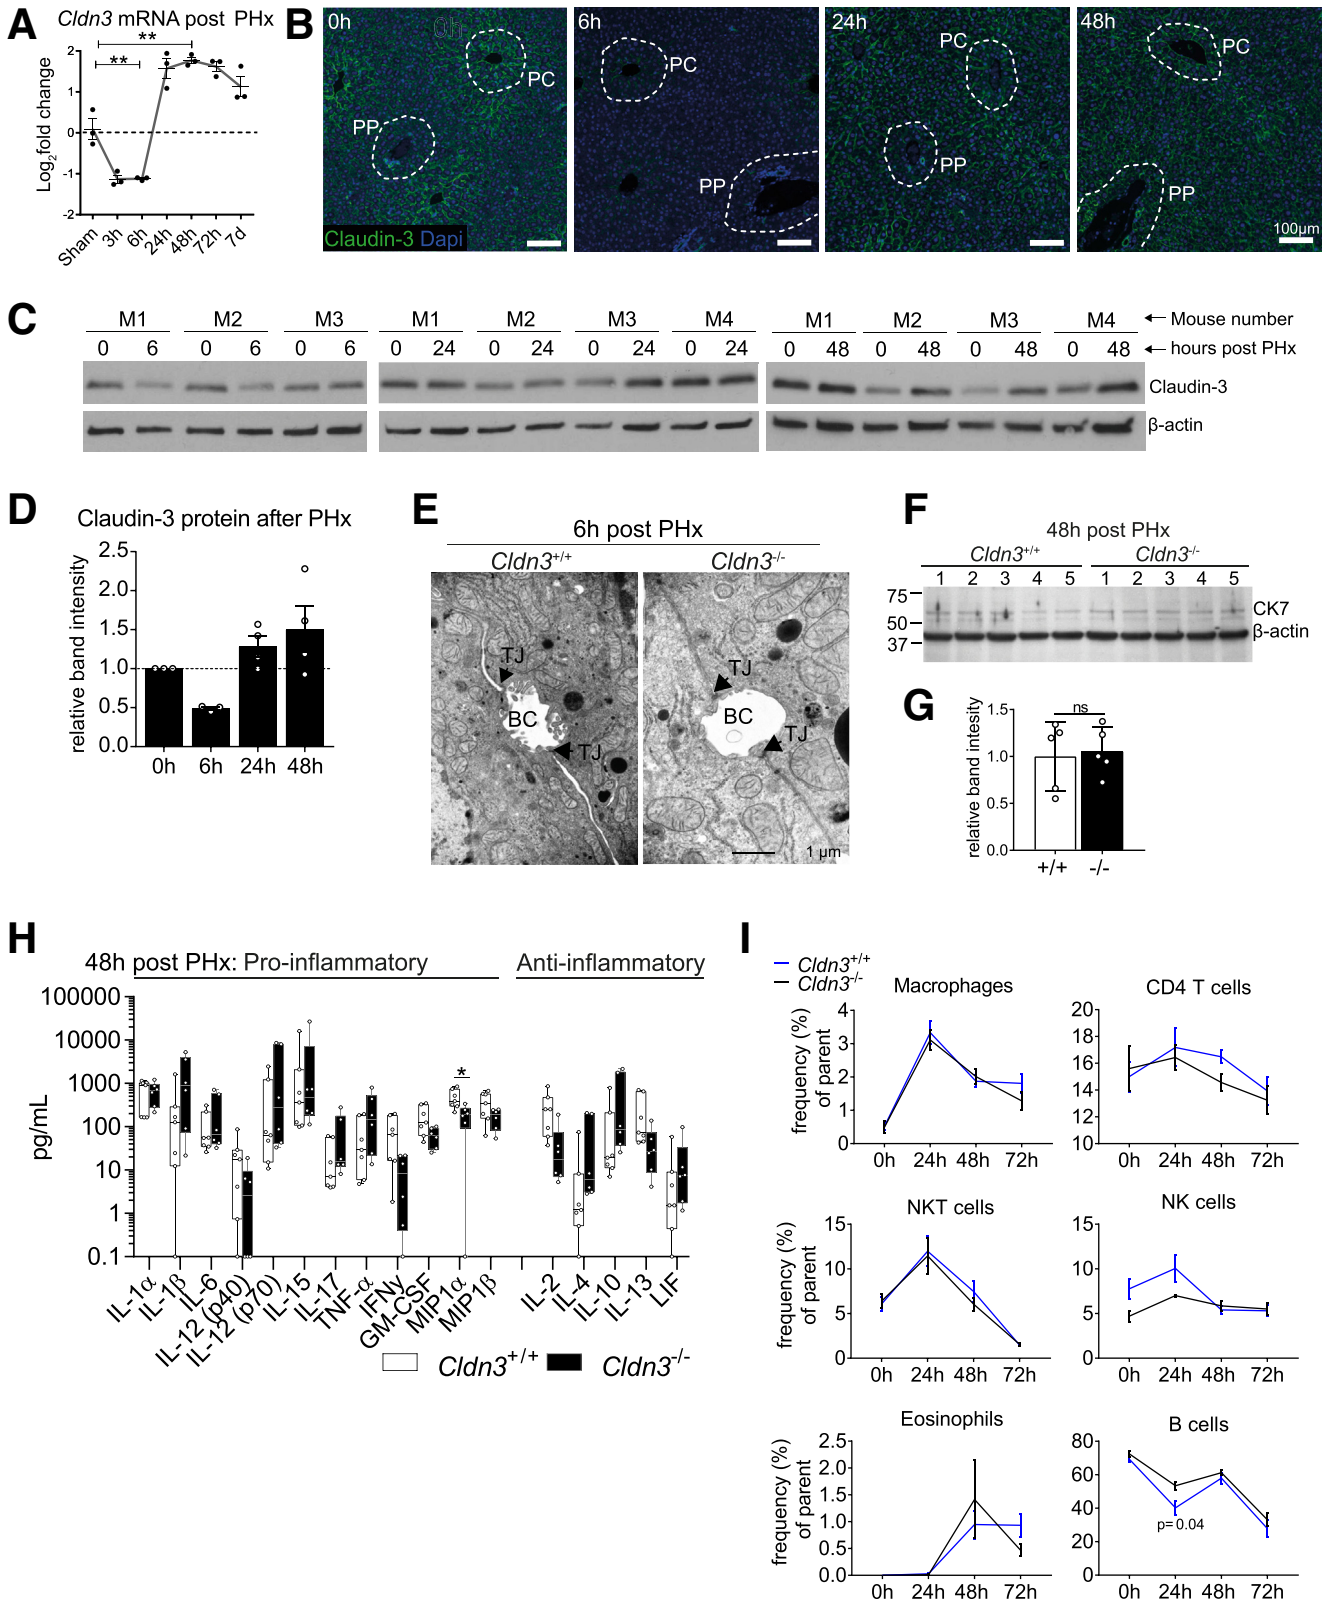 A
Cldn3 mRNA post PHx
**
**
Log2fold change
2
1
0
-1
-2
Sham
3h
6h
24h
48h
72h
7d
B
0h
0h
PC
PP
Claudin-3 Dapi
6h
PC
PP
24h
PC
PP
48h
PC
PP
100µm
C
M1 M2 M3 M1 M2 M3 M4 M1 M2 M3 M4
Mouse number
0 6 0 6 0 6 0 24 0 24 0 24 0 24 0 48 0 48 0 48 0 48
hours post PHx
Claudin-3
β-actin
D
Claudin-3 protein after PHx
relative band intensity
2.5
2.0
1.5
1.0
0.5
0.0
0h 6h 24h 48h
E
6h post PHx
Cldn3+/+ Cldn3-/-
TJ
BC
TJ
TJ
BC
TJ
1 µm
F
48h post PHx
Cldn3+/+ Cldn3-/-
1 2 3 4 5 1 2 3 4 5
75
50
37
CK7
β-actin
G
relative band intesity
1.5
1.0
0.5
0.0
ns
+/+ -/-
H
48h post PHx: Pro-inflammatory
Anti-inflammatory
pg/mL
100000
10000
1000
100
10
1
0.1
*
IL-1α
IL-1β
IL-6
IL-12 (p40)
IL-12 (p70)
IL-15
IL-17
TNF-α
IFNγ
GM-CSF
MIP1α
MIP1β
IL-2
IL-4
IL-10
IL-13
LIF
Cldn3+/+ Cldn3-/-
I
Cldn3+/+
Cldn3-/-
Macrophages
frequency (%)
of parent
4
3
2
1
0
0h 24h 48h 72h
CD4 T cells
20
18
16
14
12
10
0h 24h 48h 72h
NKT cells
frequency (%)
of parent
15
10
5
0
0h 24h 48h 72h
NK cells
15
10
5
0
0h 24h 48h 72h
Eosinophils
frequency (%)
of parent
2.5
2.0
1.5
1.0
0.5
0.0
0h 24h 48h 72h
B cells
80
60
40
20
0
p= 0.04
0h 24h 48h 72h